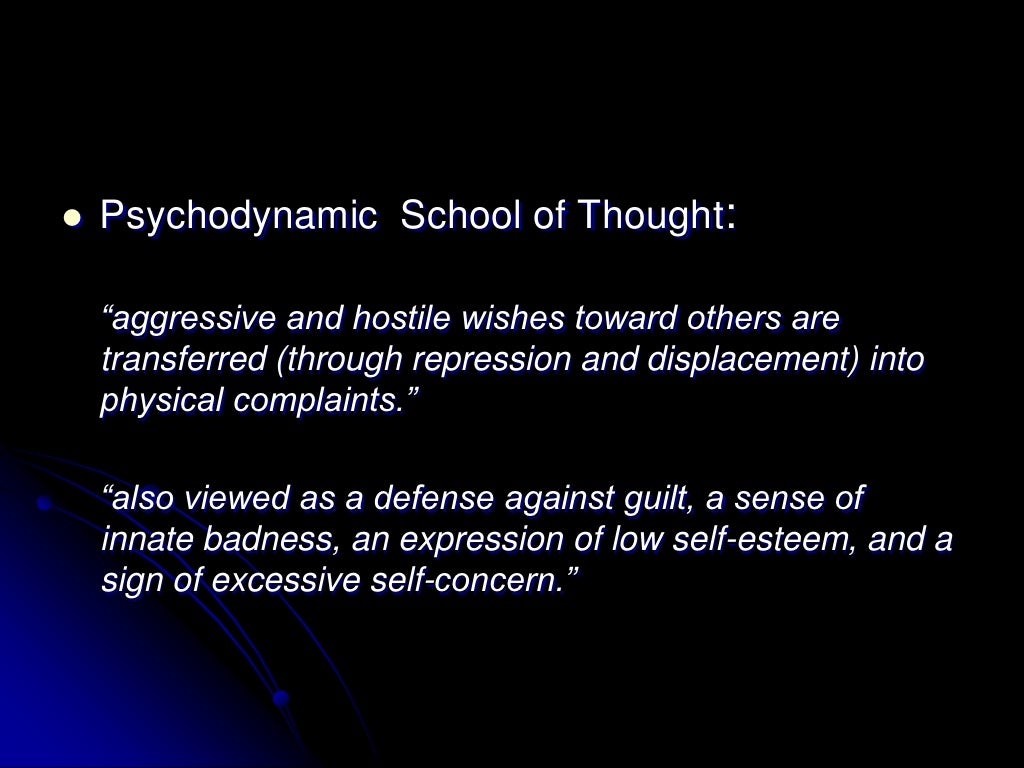 Psychodynamic  School of Thought:
“aggressive and hostile wishes toward others are
transferred (through repression and displacement) into
physical complaints.”
“also viewed as a defense against guilt, a sense of
innate badness, an expression of low self-esteem, and a
sign of excessive self-concern.”